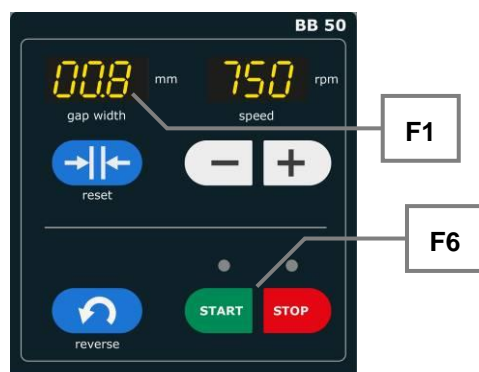 BB 50
00.8 mm 750 rpm
gap width speed
F1
− +
reset
F6
START STOP
reverse